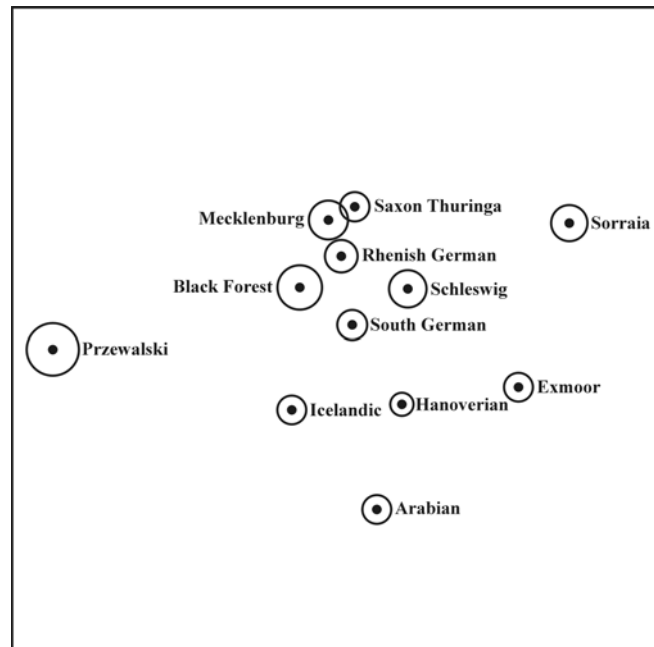 Saxon Thuringa
Mecklenburg
Sorraia
Rhenish German
Black Forest
Schleswig
South German
Przewalski
Exmoor
Hanoverian
Icelandic
Arabian